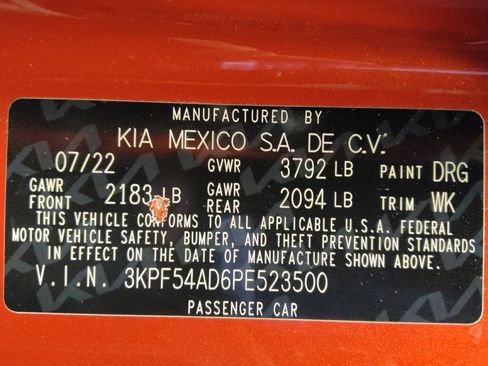 MANUFACTURED BY
KIA MEXICO S.A. DE C.V.
07/22 GVWR 3792 LB PAINT DRG
GAWR FRONT 2183 LB GAWR REAR 2094 LB TRIM WK
THIS VEHICLE CONFORMS TO ALL APPLICABLE U.S.A. FEDERAL
MOTOR VEHICLE SAFETY, BUMPER, AND THEFT PREVENTION STANDARDS
IN EFFECT ON THE DATE OF MANUFACTURE SHOWN ABOVE.
V.I.N. 3KPF54AD6PE523500
PASSENGER CAR